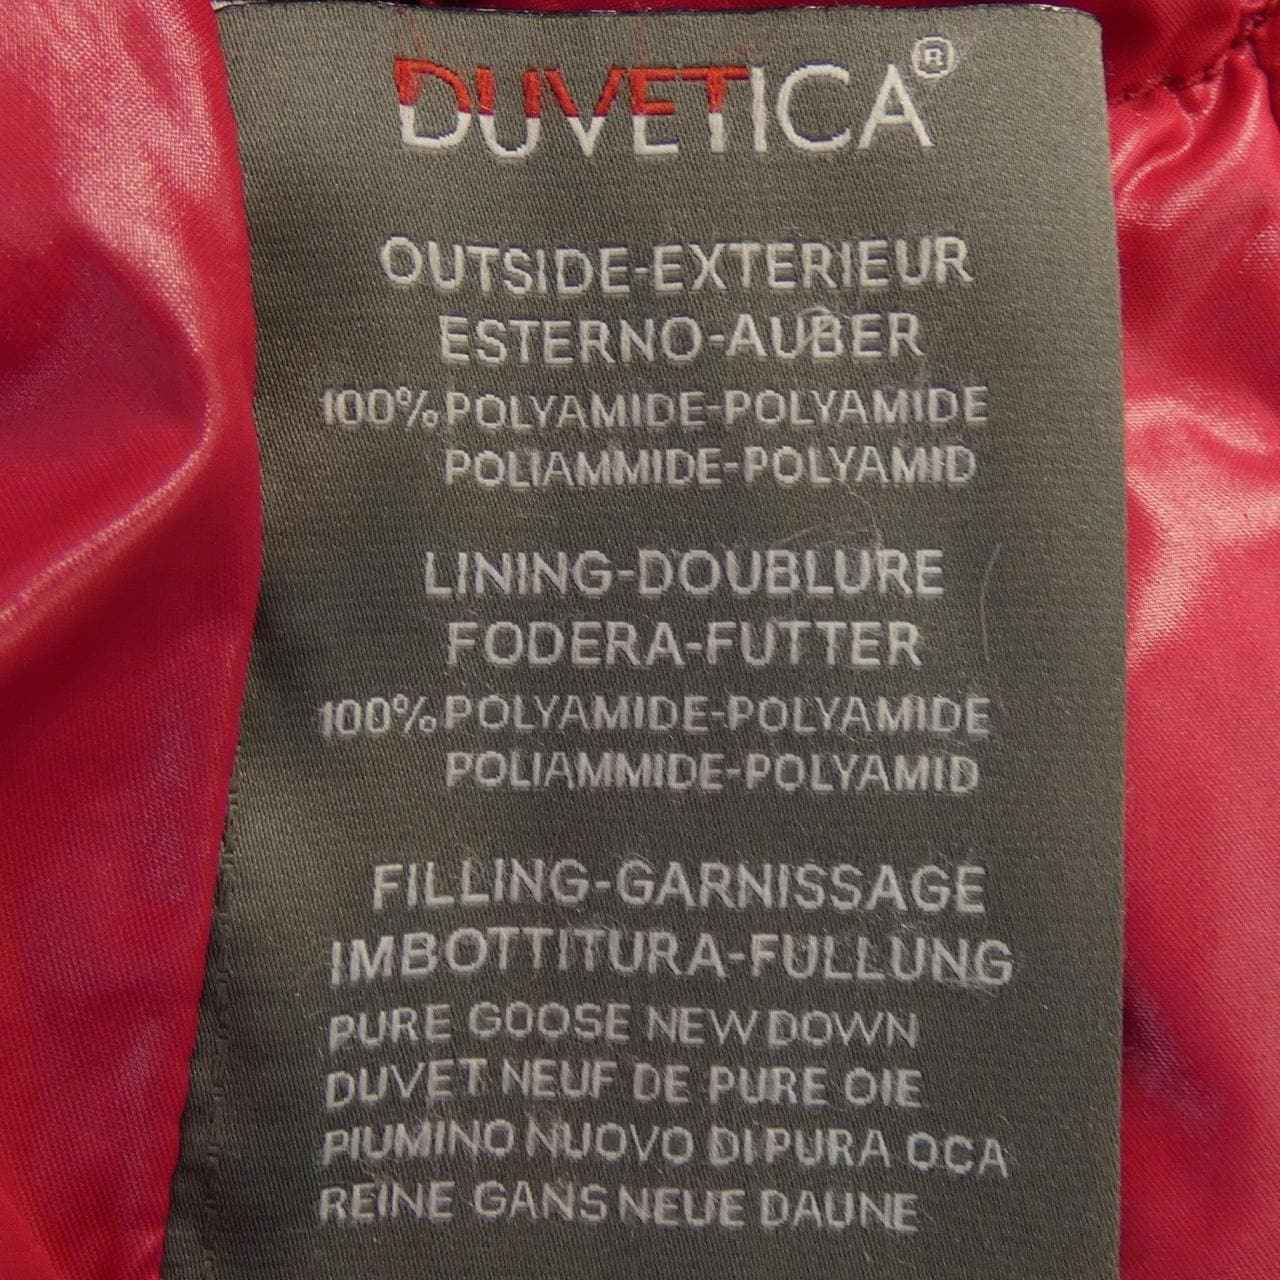 DUVETICA®
OUTSIDE-EXTERIEUR
ESTERNO-AUBER
100%POLYAMIDE-POLYAMIDE
POLIAMMIDE-POLYAMID
LINING-DOUBLURE
FODERA-FUTTER
100%POLYAMIDE-POLYAMIDE
POLIAMMIDE-POLYAMID
FILLING-GARNISSAGE
IMBOTTITURA-FULLUNG
PURE GOOSE NEW DOWN
DUVET NEUF DE PURE OIE
PIUMINO NUOVO DI PURA OCA
REINE GANS NEUE DAUNE